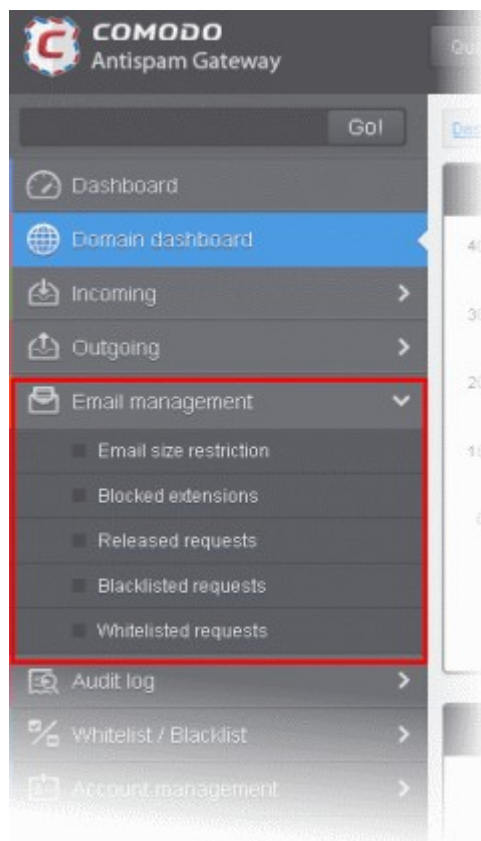 COMODO
Antispam Gateway
Go!
Dashboard
Domain dashboard
Incoming
Outgoing
Email management
Email size restriction
Blocked extensions
Released requests
Blacklisted requests
Whitelisted requests
Audit log
Whitelist / Blacklist
Account management